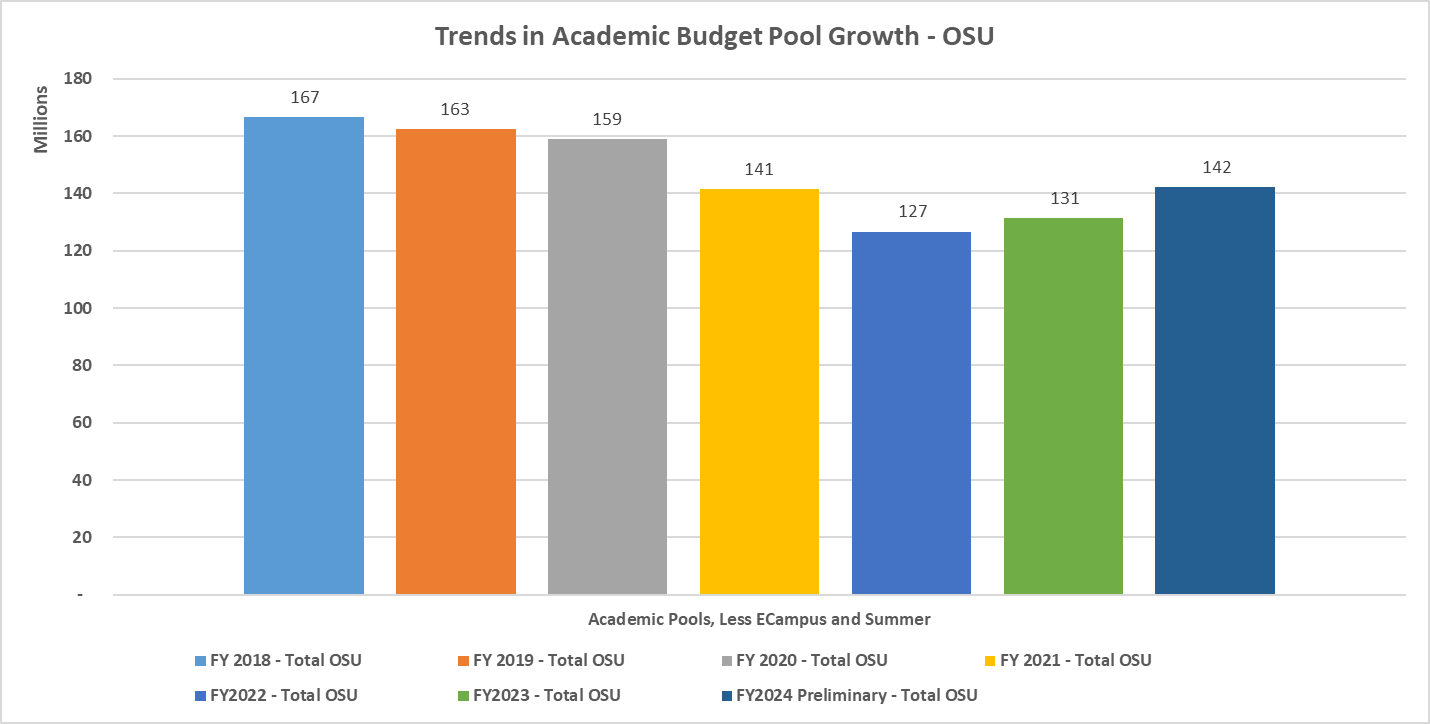 Trends in Academic Budget Pool Growth - OSU
Millions
180
160
140
120
100
80
60
40
20
-
167
163
159
141
127
131
142
Academic Pools, Less ECampus and Summer
FY 2018 - Total OSU
FY 2019 - Total OSU
FY 2020 - Total OSU
FY 2021 - Total OSU
FY2022 - Total OSU
FY2023 - Total OSU
FY2024 Preliminary - Total OSU